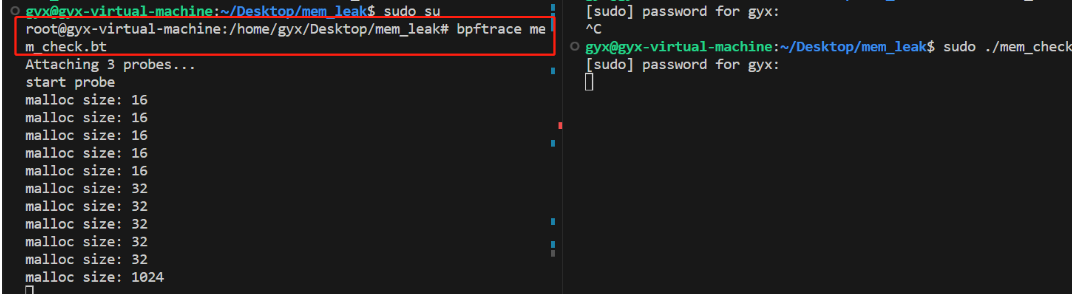 gyx@gyx-virtual-machine:~/Desktop/mem_leak$ sudo su
root@gyx-virtual-machine:/home/gyx/Desktop/mem_leak# bpftrace me
m_check.bt
Attaching 3 probes...
start probe
malloc size: 16
malloc size: 16
malloc size: 16
malloc size: 16
malloc size: 16
malloc size: 32
malloc size: 32
malloc size: 32
malloc size: 32
malloc size: 32
malloc size: 1024
[sudo] password for gyx:
^C
gyx@gyx-virtual-machine:~/Desktop/mem_leak$ sudo ./mem_check
[sudo] password for gyx: